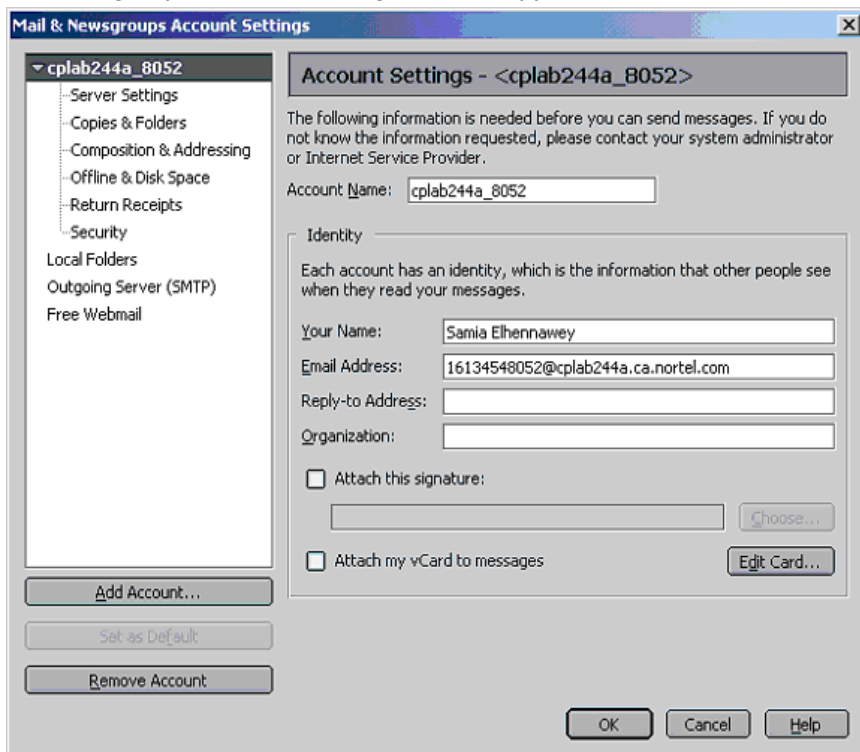 Mail & Newsgroups Account Settings
cplab244a_8052
Server Settings
Copies & Folders
Composition & Addressing
Offline & Disk Space
Return Receipts
Security
Local Folders
Outgoing Server (SMTP)
Free Webmail
Add Account...
Set as Default
Remove Account
Account Settings - <cplab244a_8052>
The following information is needed before you can send messages. If you do
not know the information requested, please contact your system administrator
or Internet Service Provider.
Account Name: cplab244a_8052
Identity
Each account has an identity, which is the information that other people see
when they read your messages.
Your Name: Samia Elhennawey
Email Address: 16134548052@cplab244a.ca.nortel.com
Reply-to Address:
Organization:
Attach this signature:
Choose...
Attach my vCard to messages
Edit Card...
OK Cancel Help